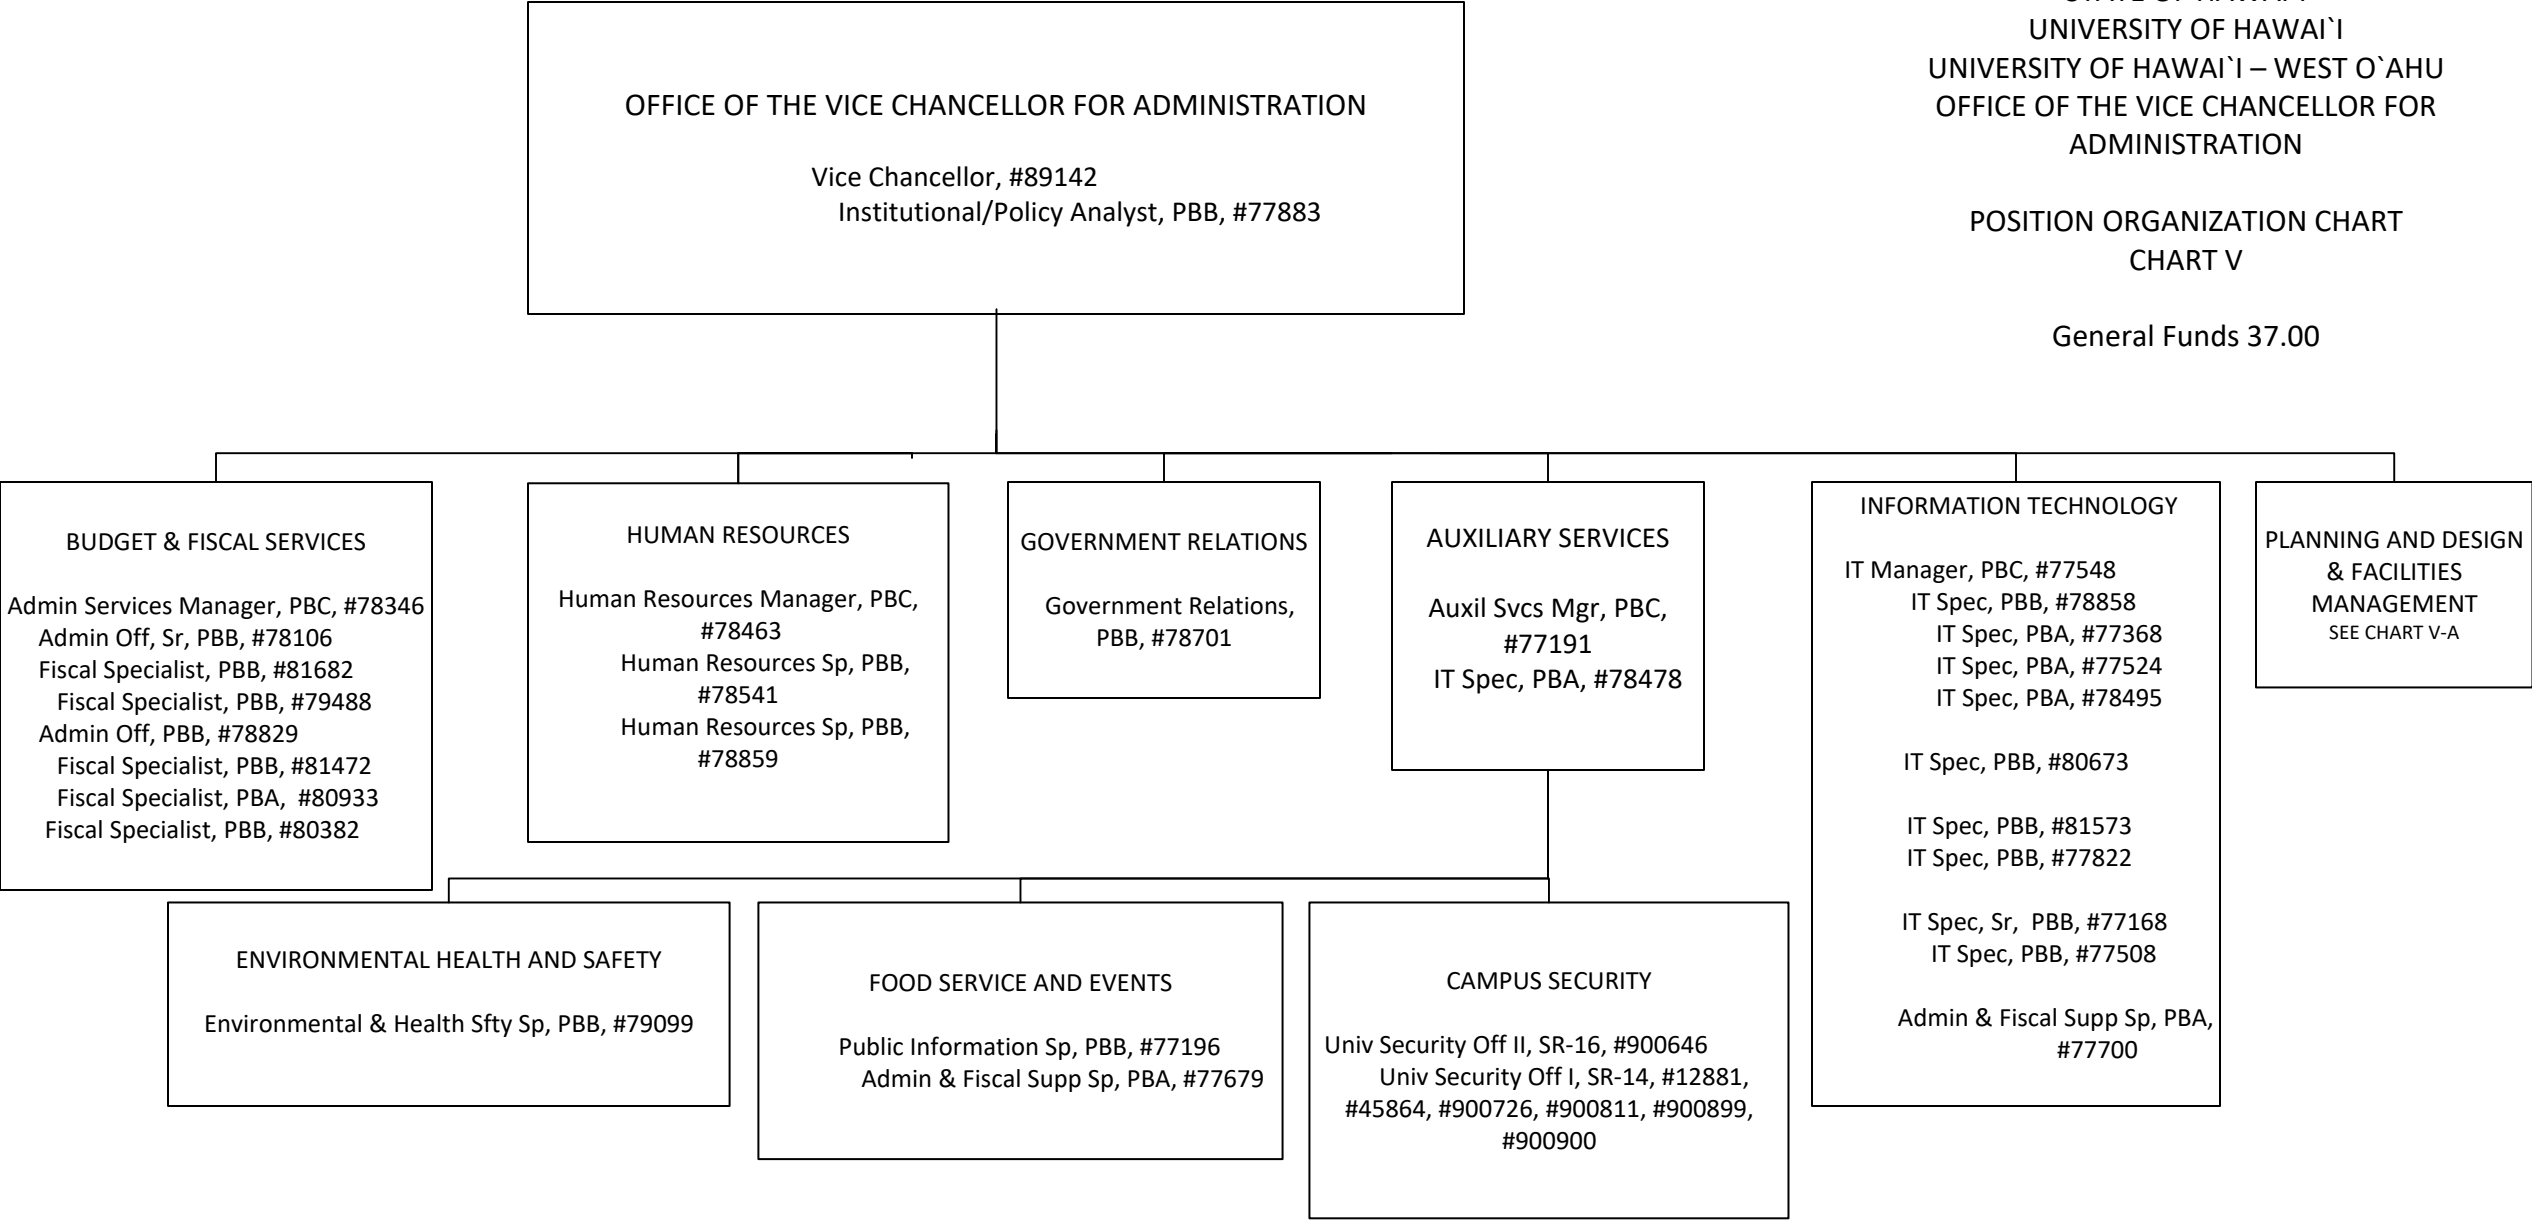 OFFICE OF THE VICE CHANCELLOR FOR ADMINISTRATION
Vice Chancellor, #89142
Institutional/Policy Analyst, PBB, #77883
UNIVERSITY OF HAWAI`I
UNIVERSITY OF HAWAI`I – WEST O`AHU
OFFICE OF THE VICE CHANCELLOR FOR
ADMINISTRATION
POSITION ORGANIZATION CHART
CHART V
General Funds 37.00
BUDGET & FISCAL SERVICES
Admin Services Manager, PBC, #78346
Admin Off, Sr, PBB, #78106
Fiscal Specialist, PBB, #81682
Fiscal Specialist, PBB, #79488
Admin Off, PBB, #78829
Fiscal Specialist, PBB, #81472
Fiscal Specialist, PBA, #80933
Fiscal Specialist, PBB, #80382
HUMAN RESOURCES
Human Resources Manager, PBC,
#78463
Human Resources Sp, PBB,
#78541
Human Resources Sp, PBB,
#78859
GOVERNMENT RELATIONS
Government Relations,
PBB, #78701
AUXILIARY SERVICES
Auxil Svcs Mgr, PBC,
#77191
IT Spec, PBA, #78478
INFORMATION TECHNOLOGY
IT Manager, PBC, #77548
IT Spec, PBB, #78858
IT Spec, PBA, #77368
IT Spec, PBA, #77524
IT Spec, PBA, #78495
IT Spec, PBB, #80673
IT Spec, PBB, #81573
IT Spec, PBB, #77822
IT Spec, Sr, PBB, #77168
IT Spec, PBB, #77508
Admin & Fiscal Supp Sp, PBA,
#77700
PLANNING AND DESIGN
& FACILITIES
MANAGEMENT
SEE CHART V-A
ENVIRONMENTAL HEALTH AND SAFETY
Environmental & Health Sfty Sp, PBB, #79099
FOOD SERVICE AND EVENTS
Public Information Sp, PBB, #77196
Admin & Fiscal Supp Sp, PBA, #77679
CAMPUS SECURITY
Univ Security Off II, SR-16, #900646
Univ Security Off I, SR-14, #12881,
#45864, #900726, #900811, #900899,
#900900